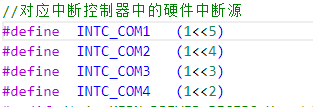 //对应中断控制器中的硬件中断源
#define  INTC_COM1   (1<<5)
#define  INTC_COM2   (1<<4)
#define  INTC_COM3   (1<<3)
#define  INTC_COM4   (1<<2)